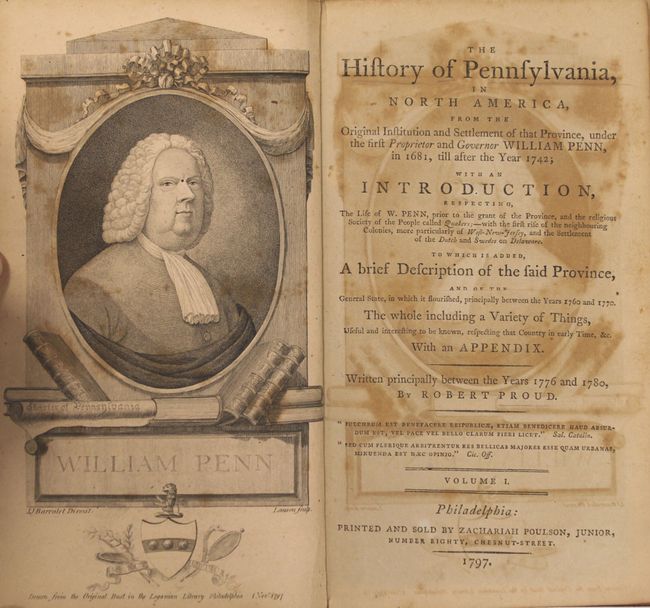 Charter of Pennsylvania
WILLIAM PENN
Drawn from the Original Bust in the Loganian Library Philadelphia 1 Novr 1797
THE
Hiſtory of Pennſylvania,
IN
NORTH AMERICA,
FROM THE
Original Inſtitution and Settlement of that Province, under
the firſt Proprietor and Governor WILLIAM PENN,
in 1681, till after the Year 1742;
WITH AN
INTRODUCTION,
RESPECTING,
The Life of W. PENN, prior to the grant of the Province, and the religious
Society of the People called Quakers;—with the firſt riſe of the neighbouring
Colonies, more particularly of Weſt-New-Jerſey, and the Settlement
of the Dutch and Swedes on Delaware.
TO WHICH IS ADDED,
A brief Deſcription of the ſaid Province,
AND OF THE
General State, in which it flouriſhed, principally between the Years 1760 and 1770.
The whole including a Variety of Things,
Uſeful and intereſting to be known, reſpecting that Country in early Time, &c.
With an APPENDIX.
Written principally between the Years 1776 and 1780,
By ROBERT PROUD.
"PULCHRUM EST BENEFACERE REIPUBLICÆ, ETIAM BENEDICERE HAUD ABSUR-
DUM EST, VEL PACE VEL BELLO CLARUM FIERI LICET." Sal. Catalin.
"SED CUM PLERIQUE ARBITRENTUR RES BELLICAS MAJORES ESSE QUAM URBANAS,
MINUENDA EST HÆC OPINIO." Cic. Off.
VOLUME I.
Philadelphia:
PRINTED AND SOLD BY ZACHARIAH POULSON, JUNIOR,
NUMBER EIGHTY, CHESNUT-STREET.
1797.